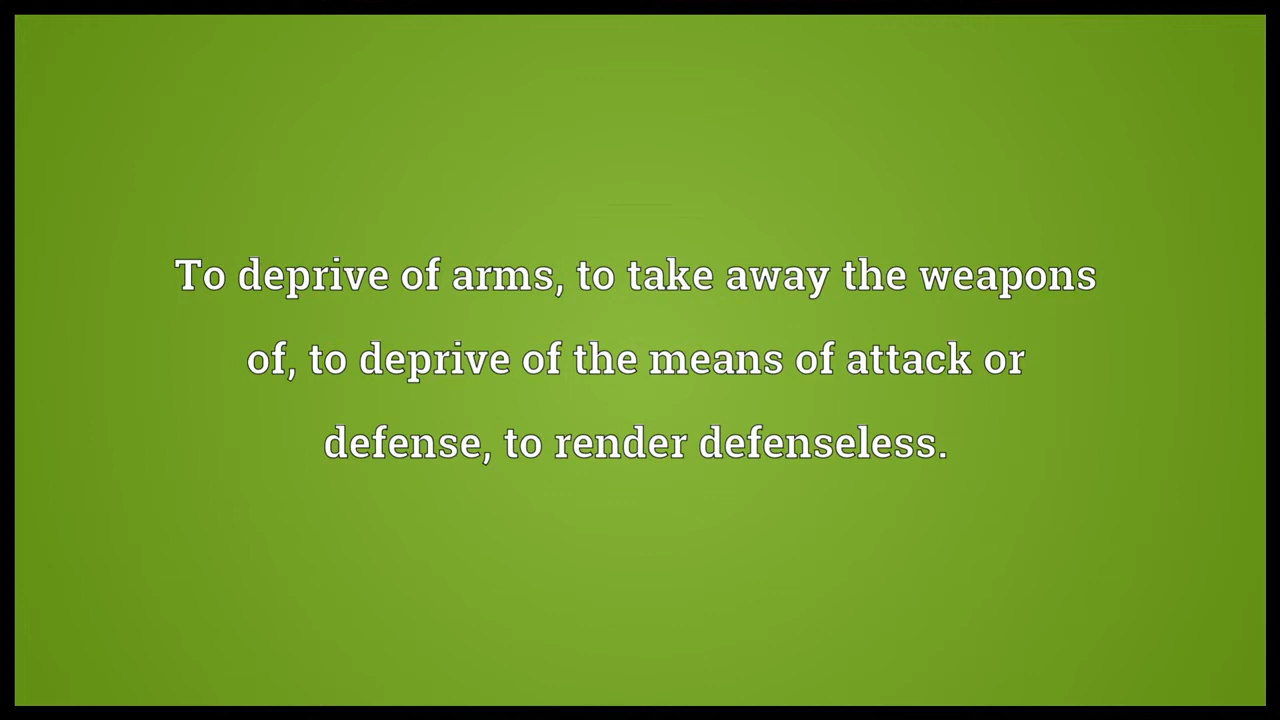 To deprive of arms, to take away the weapons
of, to deprive of the means of attack or
defense, to render defenseless.